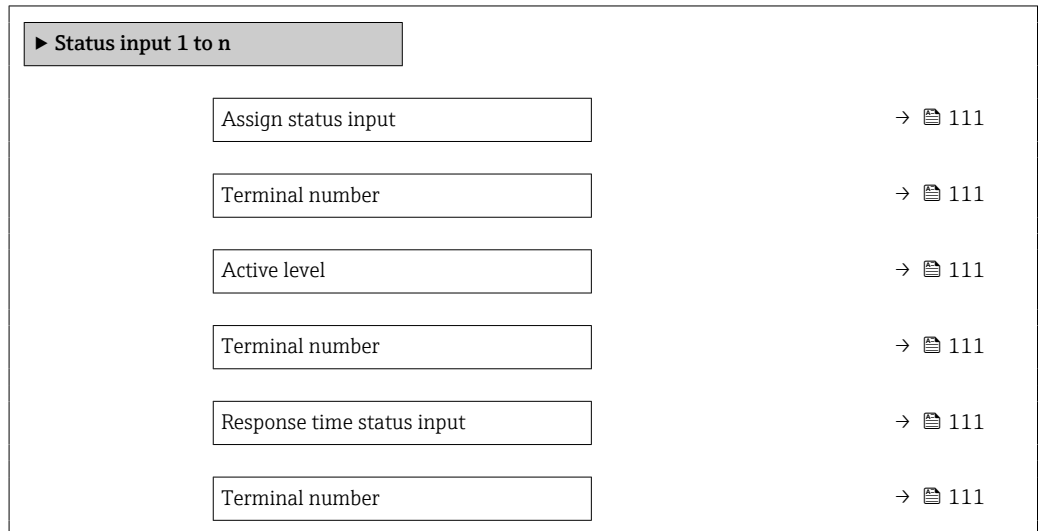 ► Status input 1 to n
Assign status input → 111
Terminal number → 111
Active level → 111
Terminal number → 111
Response time status input → 111
Terminal number → 111